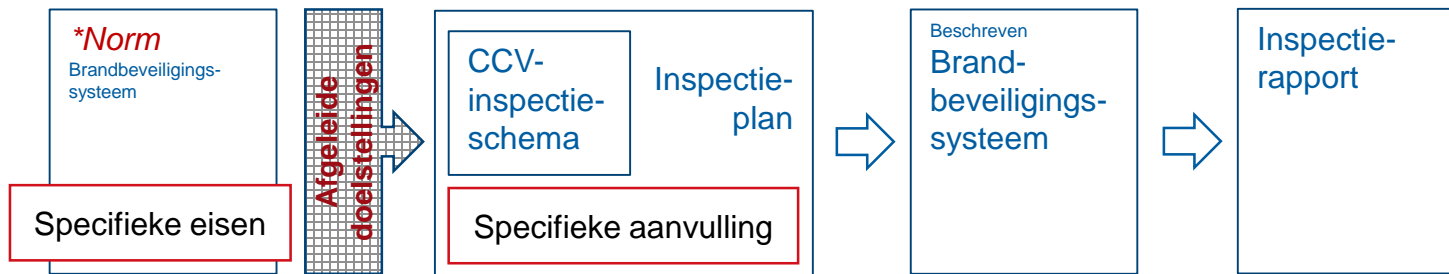 *Norm
Brandbeveiligings-
systeem
Specifieke eisen
Afgeleide
doelstellingen
CCV-
inspectie-
schema
Inspectie-
plan
Specifieke aanvulling
Beschreven
Brand-
beveiligings-
systeem
Inspectie-
rapport